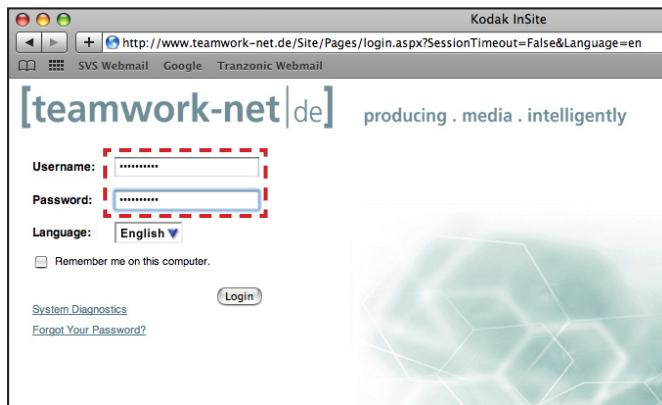 Kodak InSite
http://www.teamwork-net.de/Site/Pages/login.aspx?SessionTimeout=False&Language=en
SVS Webmail Google Tranzonic Webmail
[teamwork-net|de] producing . media . intelligently
Username: ••••••••••
Password: ••••••••••
Language: English
Remember me on this computer.
Login
System Diagnostics
Forgot Your Password?